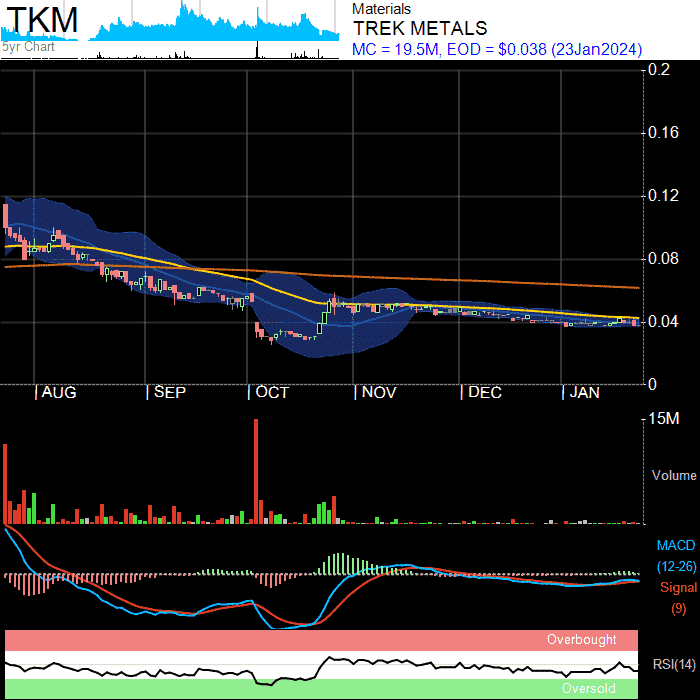 TKM
5yr Chart
Materials
TREK METALS
MC = 19.5M, EOD = $0.038 (23Jan2024)
0.2
0.16
0.12
0.08
0.04
0
| AUG | SEP | OCT | NOV | DEC | JAN
15M
Volume
MACD
(12-26)
Signal
(9)
Overbought
RSI(14)
Oversold